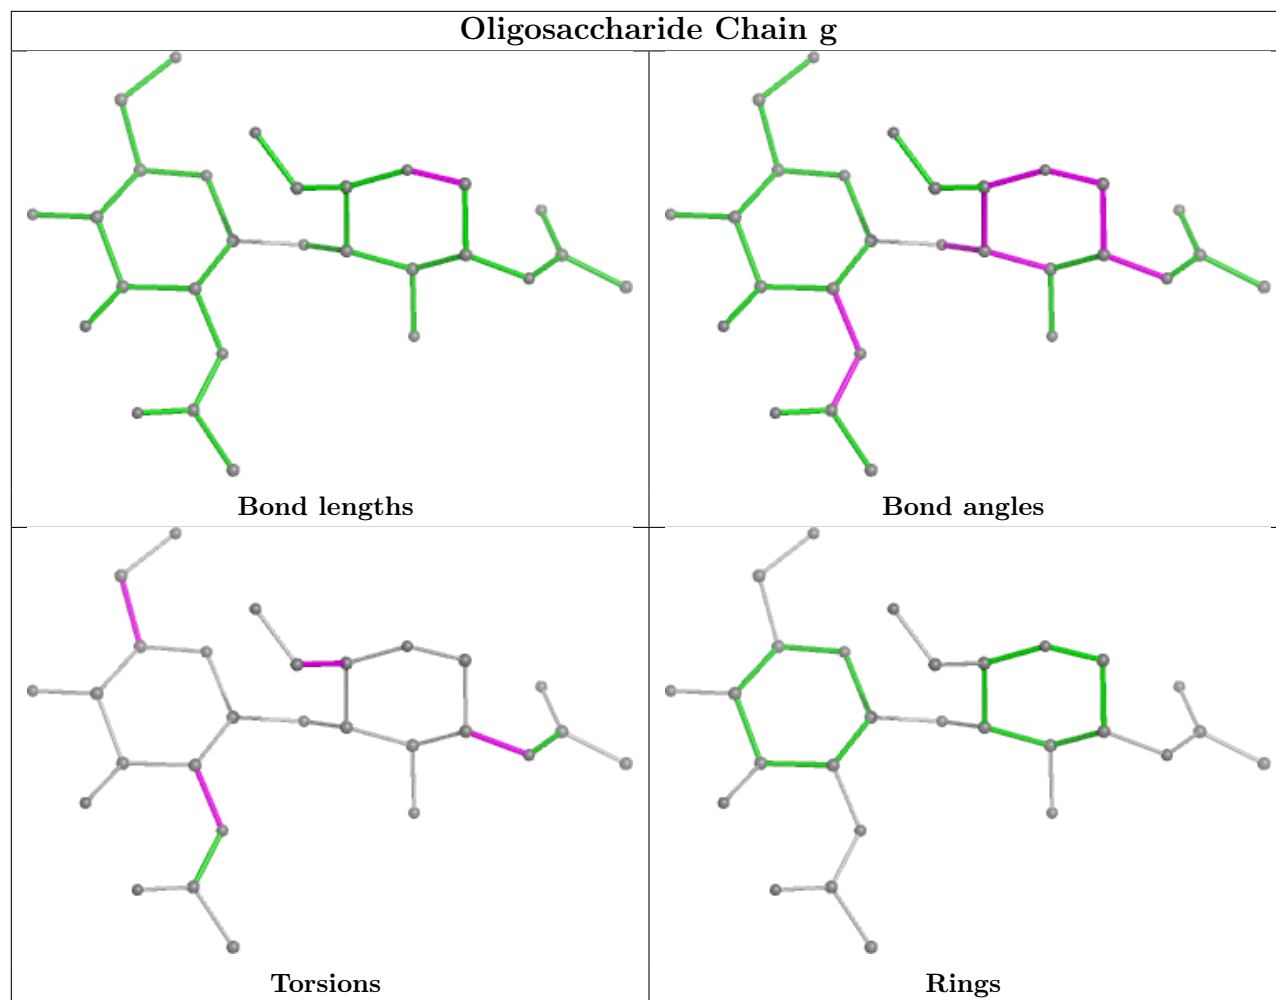 Oligosaccharide Chain g
Bond lengths
Bond angles
Torsions
Rings